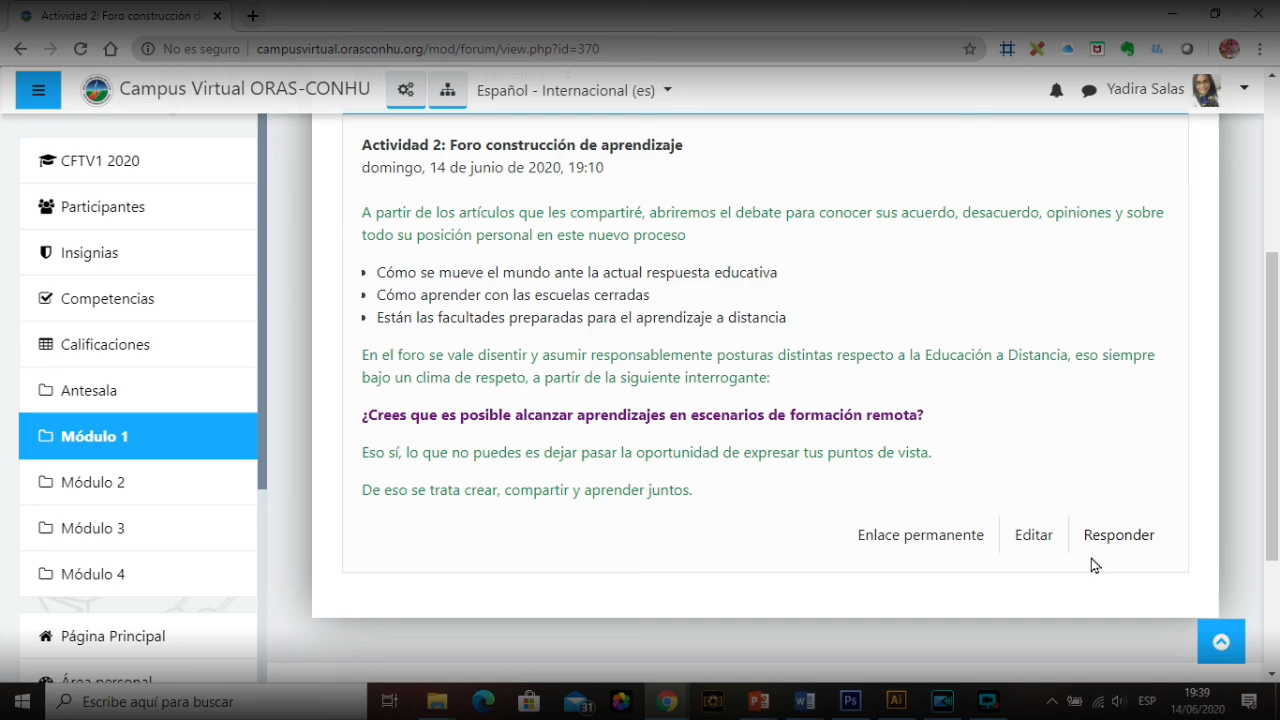 Actividad 2: Foro construcción de
No es seguro
campusvirtual.orasconhu.org/mod/forum/view.php?id=370
Campus Virtual ORAS-CONHU
Español - Internacional (es)
Yadira Salas
CFTV1 2020
Participantes
Insignias
Competencias
Calificaciones
Antesala
Módulo 1
Módulo 2
Módulo 3
Módulo 4
Página Principal
Área personal
Actividad 2: Foro construcción de aprendizaje
domingo, 14 de junio de 2020, 19:10
A partir de los artículos que les compartiré, abriremos el debate para conocer sus acuerdo, desacuerdo, opiniones y sobre
todo su posición personal en este nuevo proceso
Cómo se mueve el mundo ante la actual respuesta educativa
Cómo aprender con las escuelas cerradas
Están las facultades preparadas para el aprendizaje a distancia
En el foro se vale disentir y asumir responsablemente posturas distintas respecto a la Educación a Distancia, eso siempre
bajo un clima de respeto, a partir de la siguiente interrogante:
¿Crees que es posible alcanzar aprendizajes en escenarios de formación remota?
Eso sí, lo que no puedes es dejar pasar la oportunidad de expresar tus puntos de vista.
De eso se trata crear, compartir y aprender juntos.
Enlace permanente
Editar
Responder
Escribe aquí para buscar
31
Ps
Ai
ESP
19:39
14/06/2020